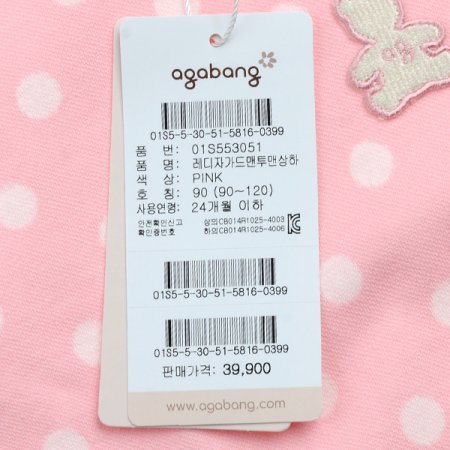 agabang
01S5-5-30-51-5816-0399
품 번: 01S553051
품 명: 레디자가드맨투맨상하
색 상: PINK
호 칭: 90 (90~120)
사용연령: 24개월 이하
안전확인신고 상의CB014R1025-4003
확인증번호 하의CB014R1025-4006
01S5-5-30-51-5816-0399
01S5-5-30-51-5816-0399
판매가격: 39,900
www.agabang.com